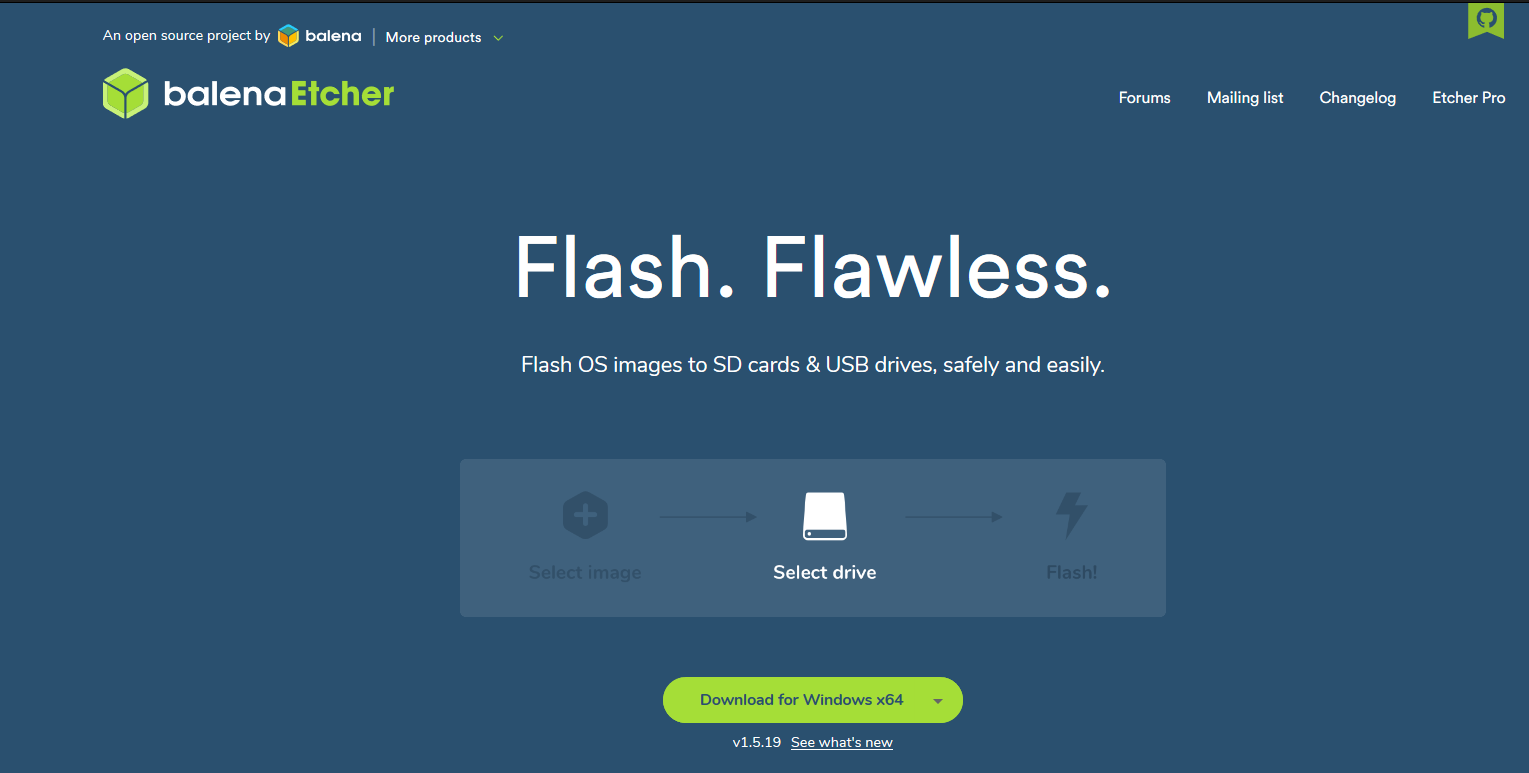 An open source project by balena | More products
balenaEtcher
Forums Mailing list Changelog Etcher Pro
Flash. Flawless.
Flash OS images to SD cards & USB drives, safely and easily.
Select image Select drive Flash!
Download for Windows x64
v1.5.19 See what's new